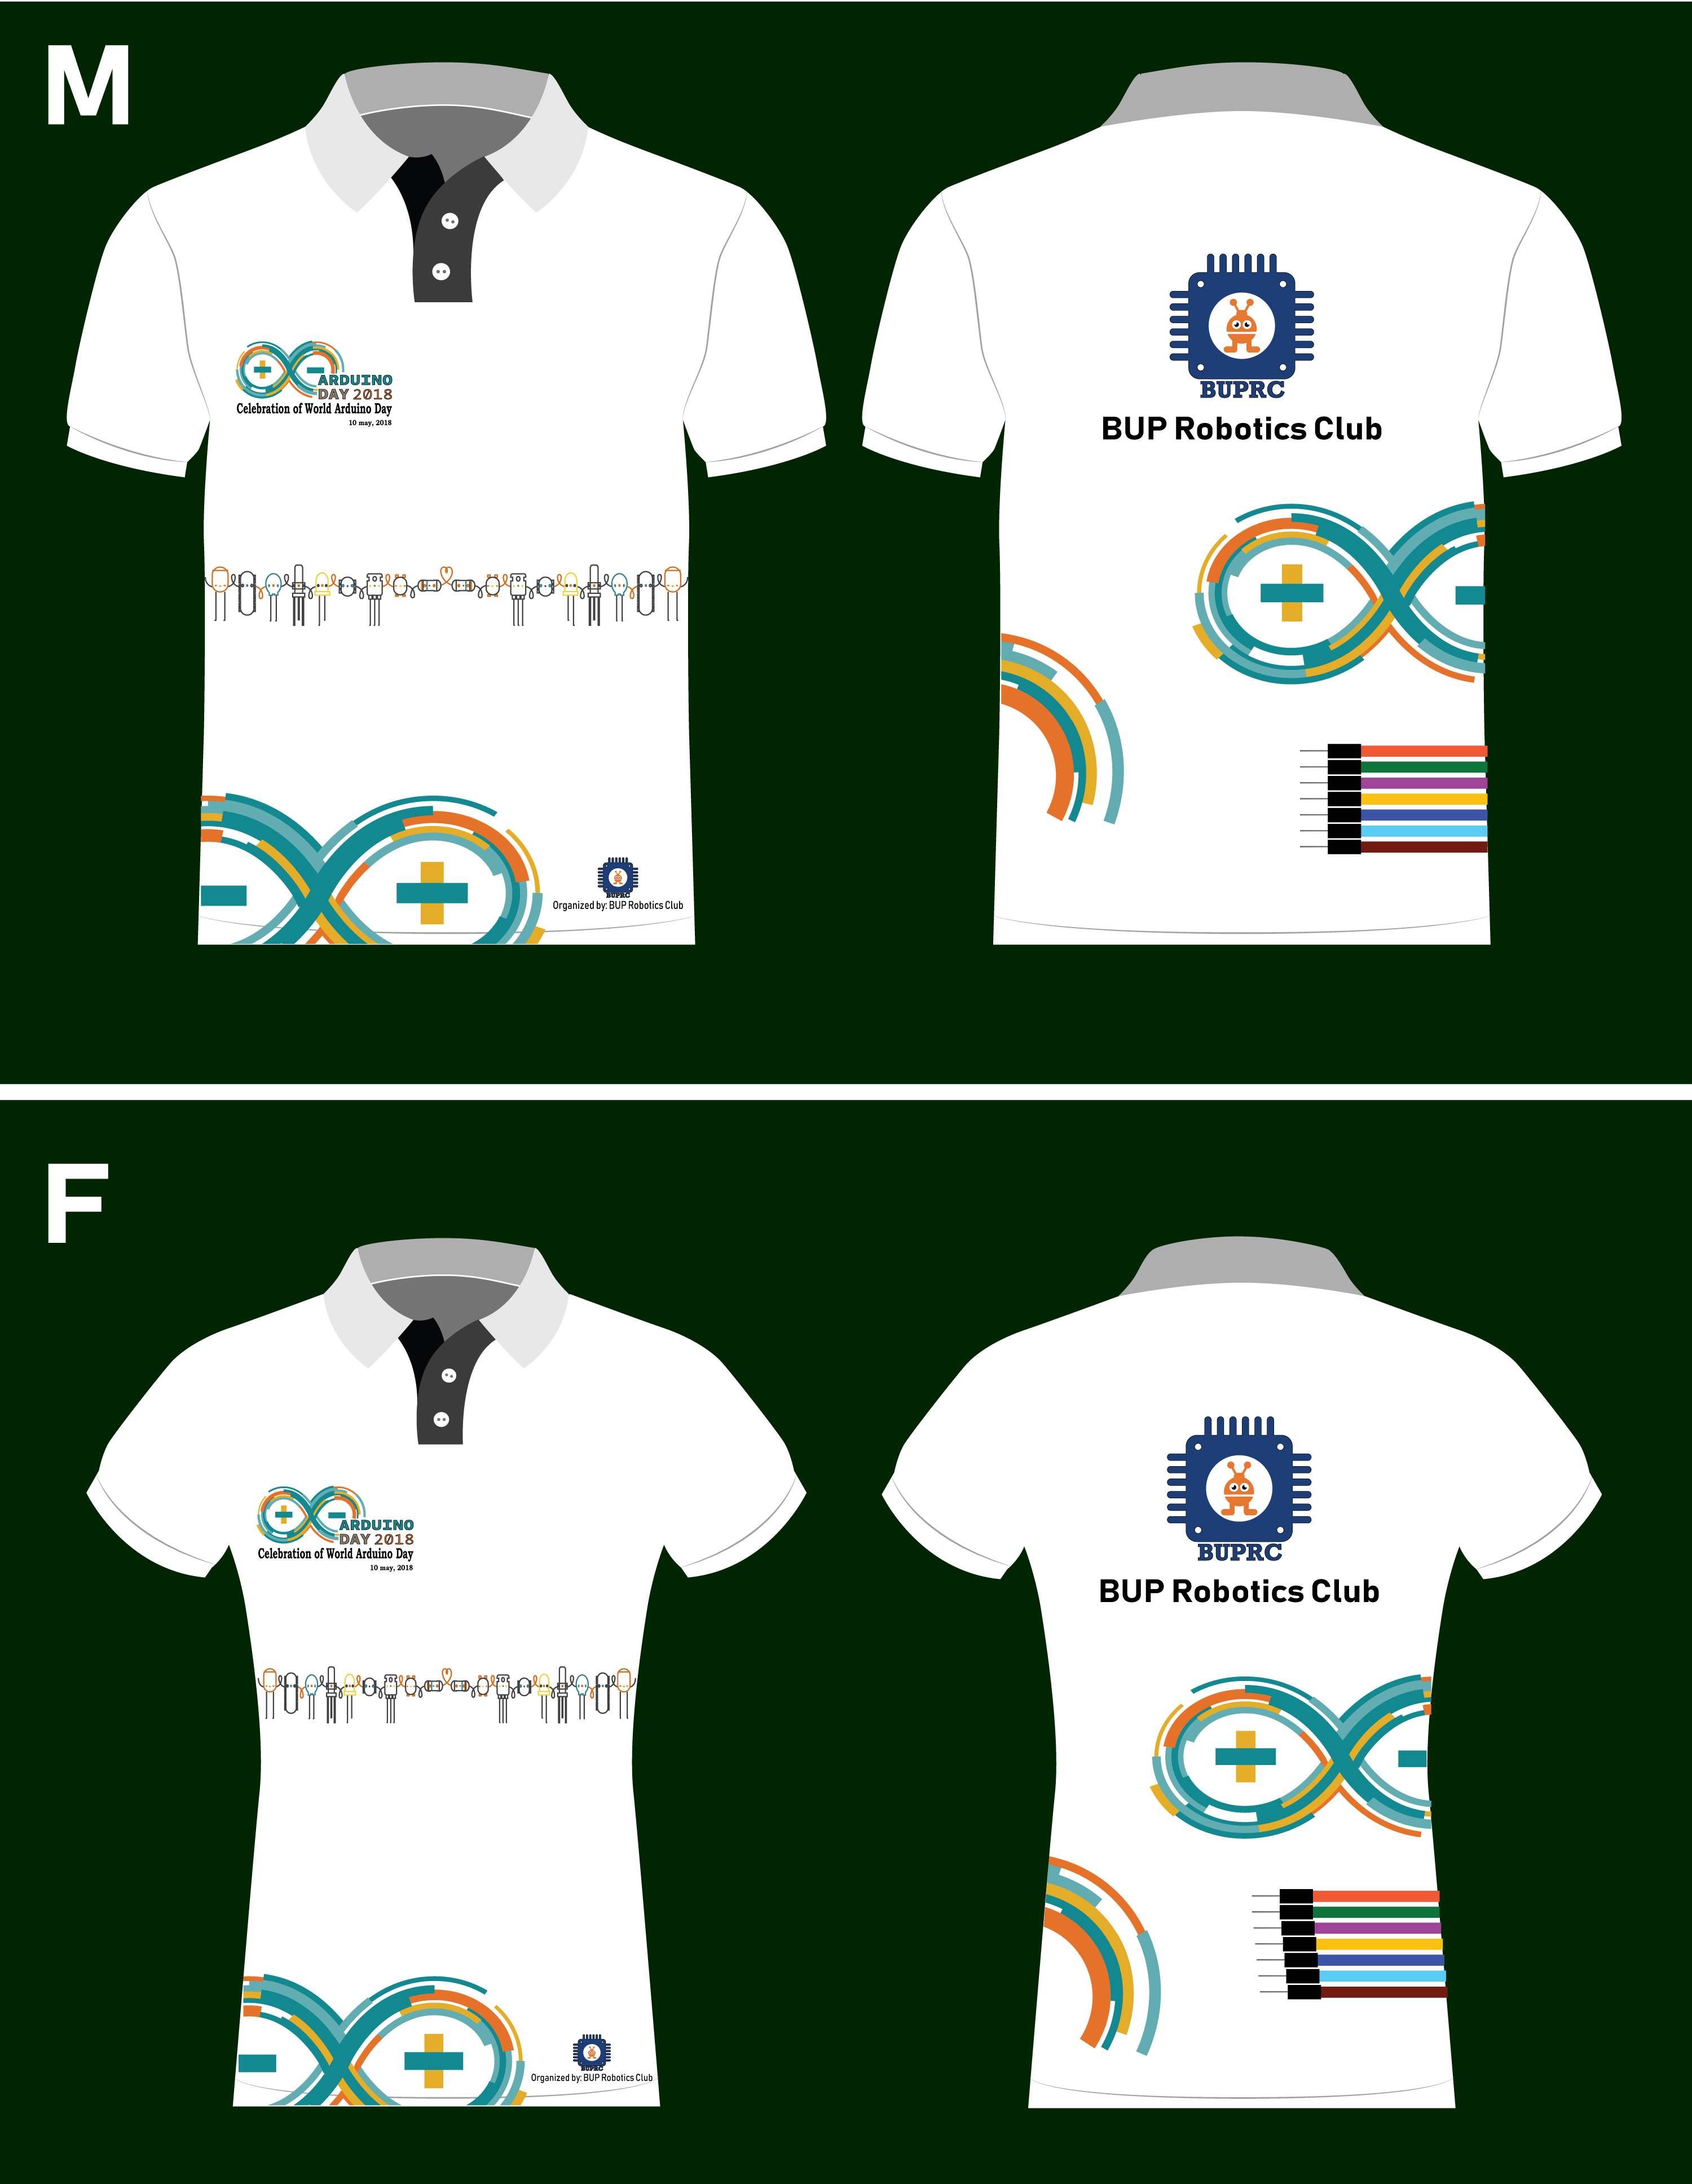 M
ARDUINO
DAY 2018
Celebration of World Arduino Day
10 may, 2018
BUPRC
Organized by: BUP Robotics Club
BUPRC
BUP Robotics Club
F
ARDUINO
DAY 2018
Celebration of World Arduino Day
10 may, 2018
BUPRC
Organized by: BUP Robotics Club
BUPRC
BUP Robotics Club